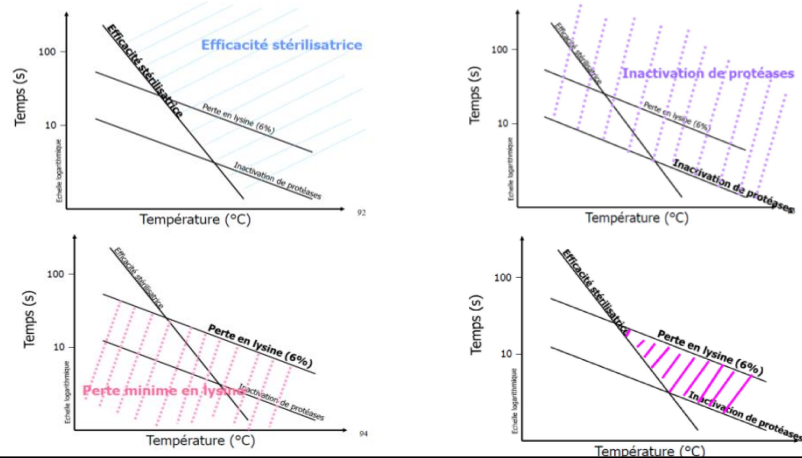 Efficacité stérilisatrice
100
10
Temps (s)
Echelle logarithmique
Efficacité stérilisatrice
Perte en lysine (6%)
Inactivation de protéases
Température (°C)
92
Inactivation de protéases
100
10
Temps (s)
Echelle logarithmique
Efficacité stérilisatrice
Perte en lysine (6%)
Inactivation de protéases
Température (°C)
Perte minime en lysine
100
10
Temps (s)
Echelle logarithmique
Efficacité stérilisatrice
Perte en lysine (6%)
Inactivation de protéases
Température (°C)
94
100
10
Temps (s)
Echelle logarithmique
Efficacité stérilisatrice
Perte en lysine (6%)
Inactivation de protéases
Température (°C)